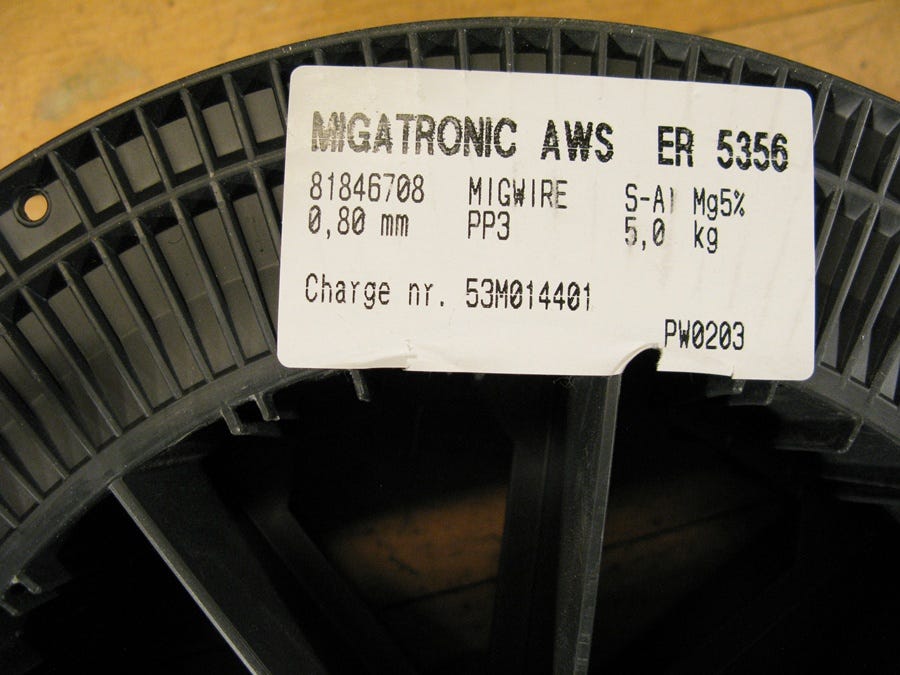 MIGATRONIC AWS ER 5356
81846708 MIGWIRE S-Al Mg5%
0,80 mm PP3 5,0 kg
Charge nr. 53M014401
PW0203